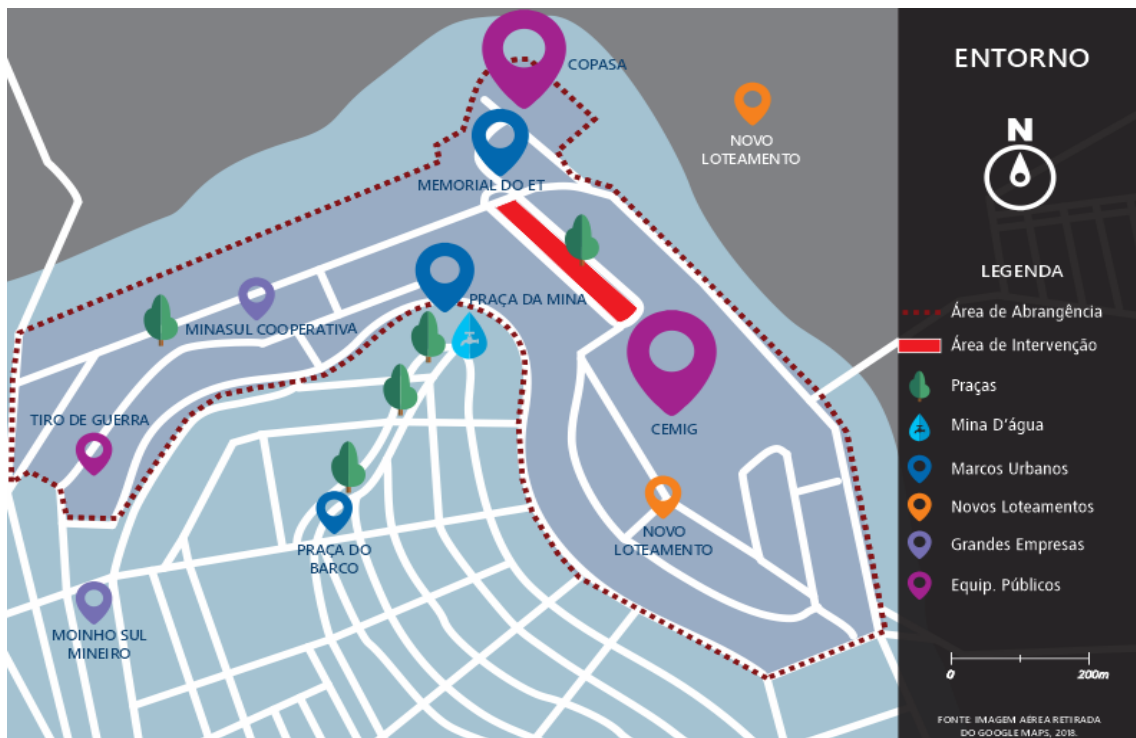 COPASA
NOVO
LOTEAMENTO
MEMORIAL DO ET
PRAÇA DA MINA
MINASUL COOPERATIVA
TIRO DE GUERRA
CEMIG
NOVO
LOTEAMENTO
PRAÇA DO
BARCO
MOINHO SUL
MINEIRO
ENTORNO
N
LEGENDA
Área de Abrangência
Área de Intervenção
Praças
Mina D'água
Marcos Urbanos
Novos Loteamentos
Grandes Empresas
Equip. Públicos
0 200m
FONTE: IMAGEM AÉREA RETIRADA
DO GOOGLE MAPS, 2018.